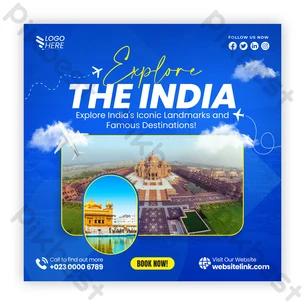 LOGO
HERE
FOLLOW US NOW
Explore
THE INDIA
Explore India's Iconic Landmarks and
Famous Destinations!
Call to find out more
+023 0000 6789
BOOK NOW!
Visit Our Website
websitelink.com